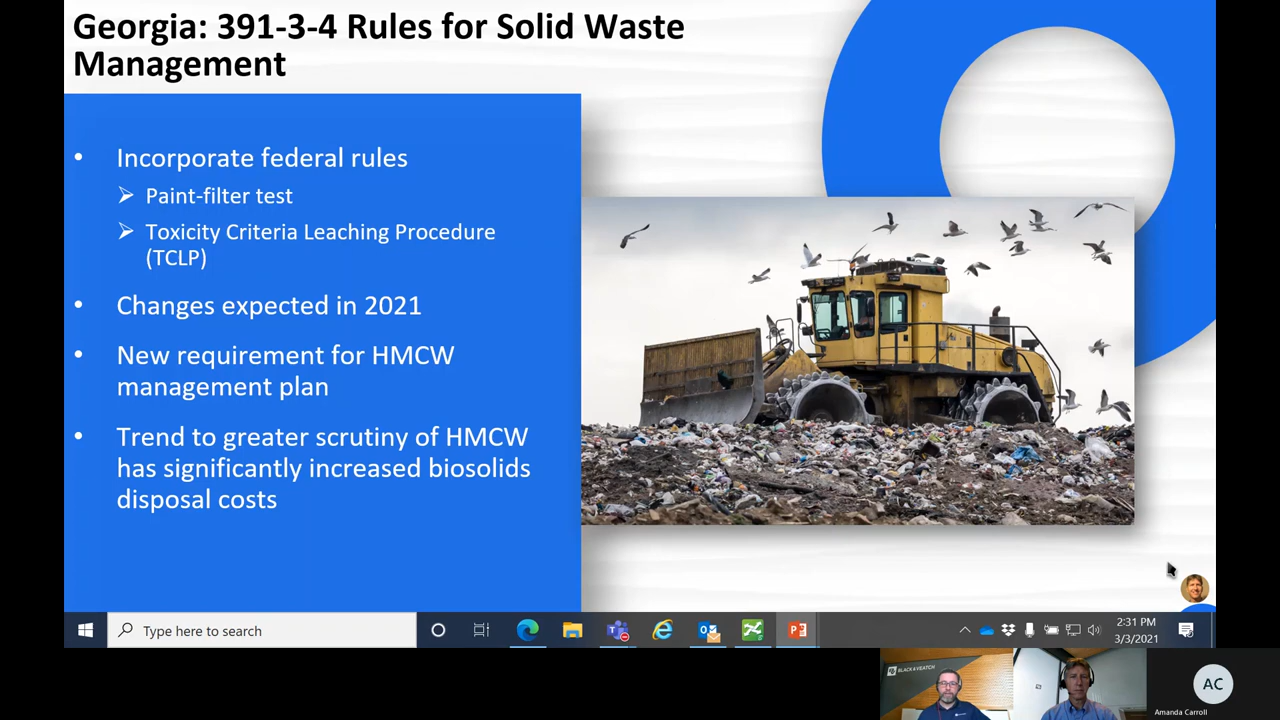 Georgia: 391-3-4 Rules for Solid Waste
Management
• Incorporate federal rules
➢ Paint-filter test
➢ Toxicity Criteria Leaching Procedure
(TCLP)
• Changes expected in 2021
• New requirement for HMCW
management plan
• Trend to greater scrutiny of HMCW
has significantly increased biosolids
disposal costs
Type here to search
2:31 PM
3/3/2021
BLACK & VEATCH
AC
Amanda Carroll